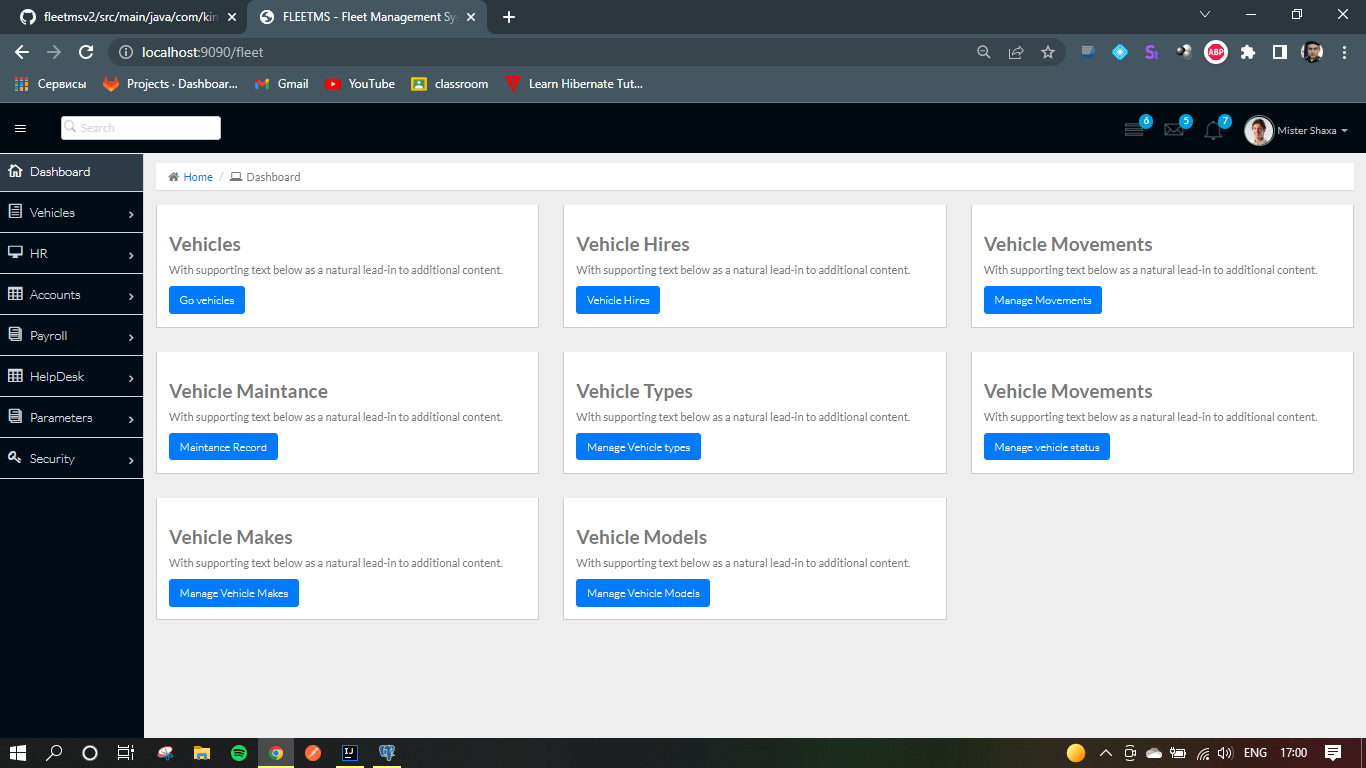 fleetmsv2/src/main/java/com/kin
FLEETMS - Fleet Management Sy
localhost:9090/fleet
ABP
Сервисы
Projects · Dashboar...
Gmail
YouTube
classroom
Learn Hibernate Tut...
Search
6
5
7
Mister Shaxa
Dashboard
Vehicles
HR
Accounts
Payroll
HelpDesk
Parameters
Security
Home / Dashboard
Vehicles
With supporting text below as a natural lead-in to additional content.
Go vehicles
Vehicle Hires
With supporting text below as a natural lead-in to additional content.
Vehicle Hires
Vehicle Movements
With supporting text below as a natural lead-in to additional content.
Manage Movements
Vehicle Maintance
With supporting text below as a natural lead-in to additional content.
Maintance Record
Vehicle Types
With supporting text below as a natural lead-in to additional content.
Manage Vehicle types
Vehicle Movements
With supporting text below as a natural lead-in to additional content.
Manage vehicle status
Vehicle Makes
With supporting text below as a natural lead-in to additional content.
Manage Vehicle Makes
Vehicle Models
With supporting text below as a natural lead-in to additional content.
Manage Vehicle Models
ENG
17:00